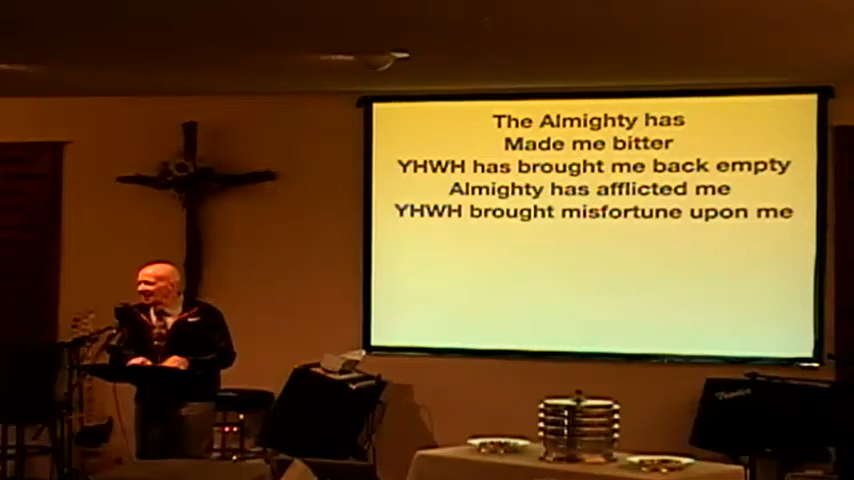 The Almighty has
Made me bitter
YHWH has brought me back empty
Almighty has afflicted me
YHWH brought misfortune upon me